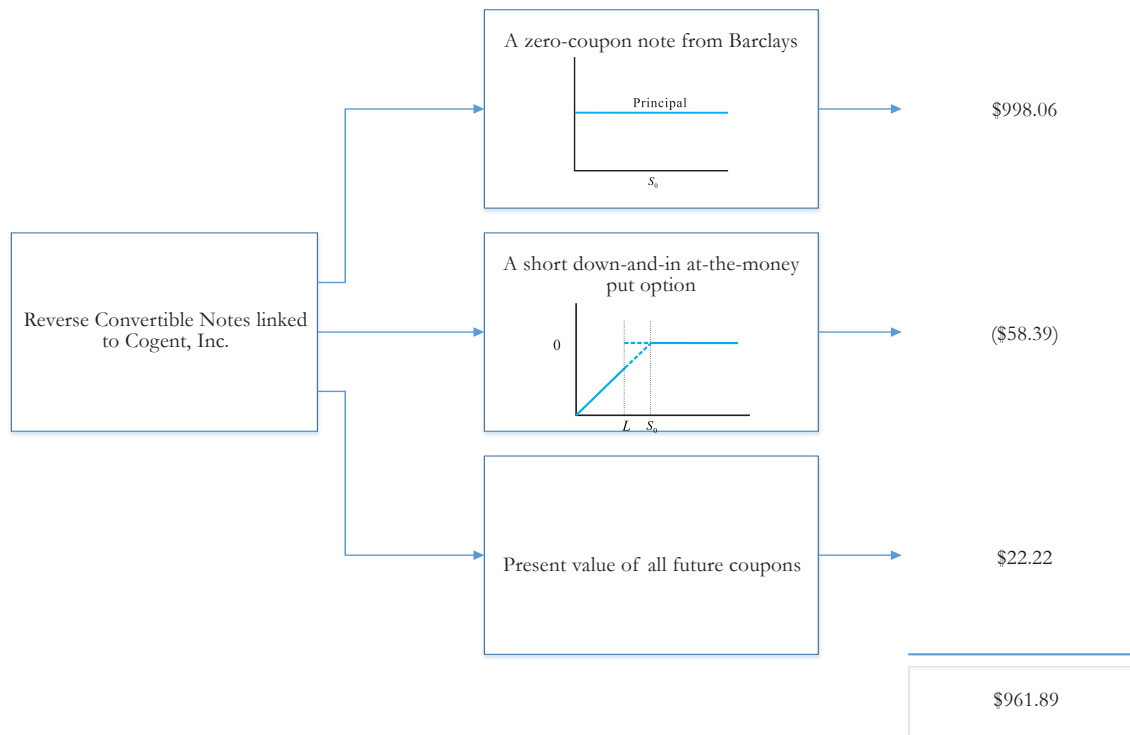 A zero-coupon note from Barclays
Principal
S₀
$998.06
Reverse Convertible Notes linked
to Cogent, Inc.
A short down-and-in at-the-money
put option
0
L
S₀
($58.39)
Present value of all future coupons
$22.22
$961.89